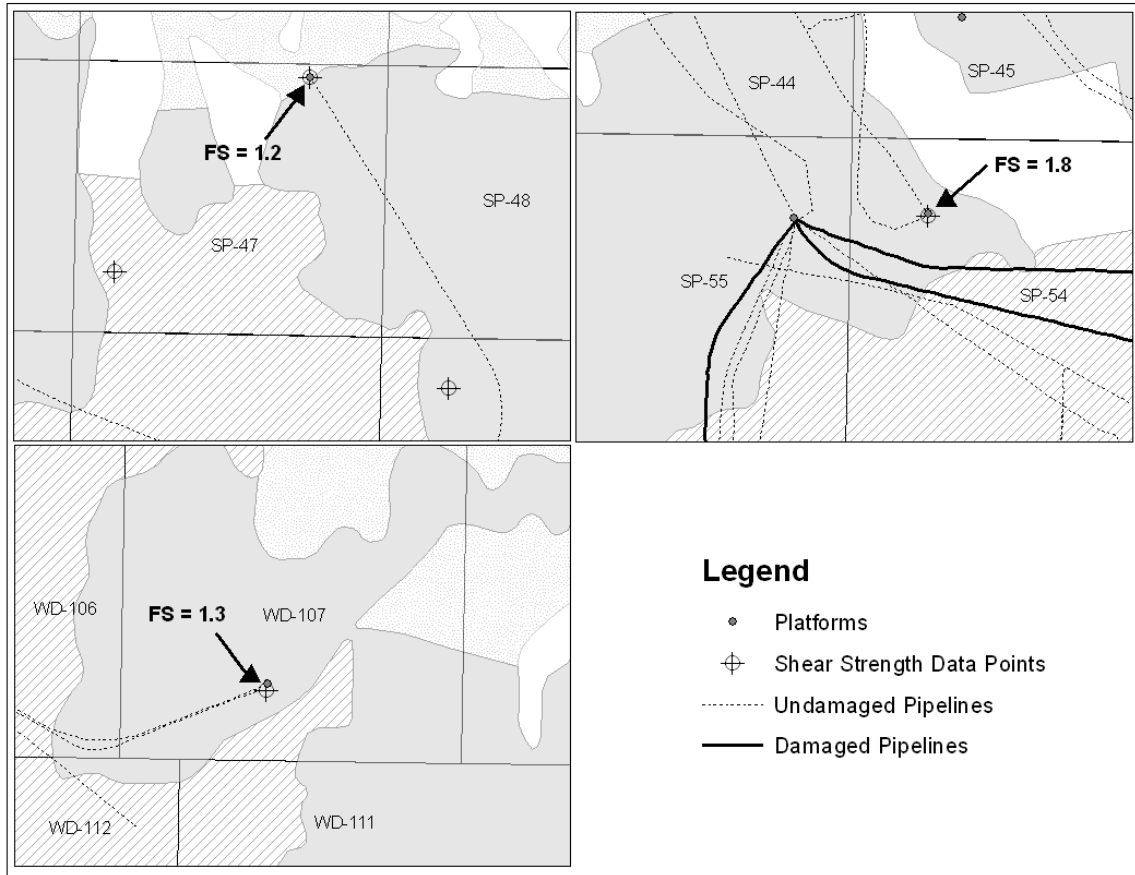 FS = 1.2
SP-48
SP-47
SP-44
SP-45
FS = 1.8
SP-55
SP-54
WD-106
FS = 1.3
WD-107
WD-112
WD-111
Legend
Platforms
Shear Strength Data Points
Undamaged Pipelines
Damaged Pipelines